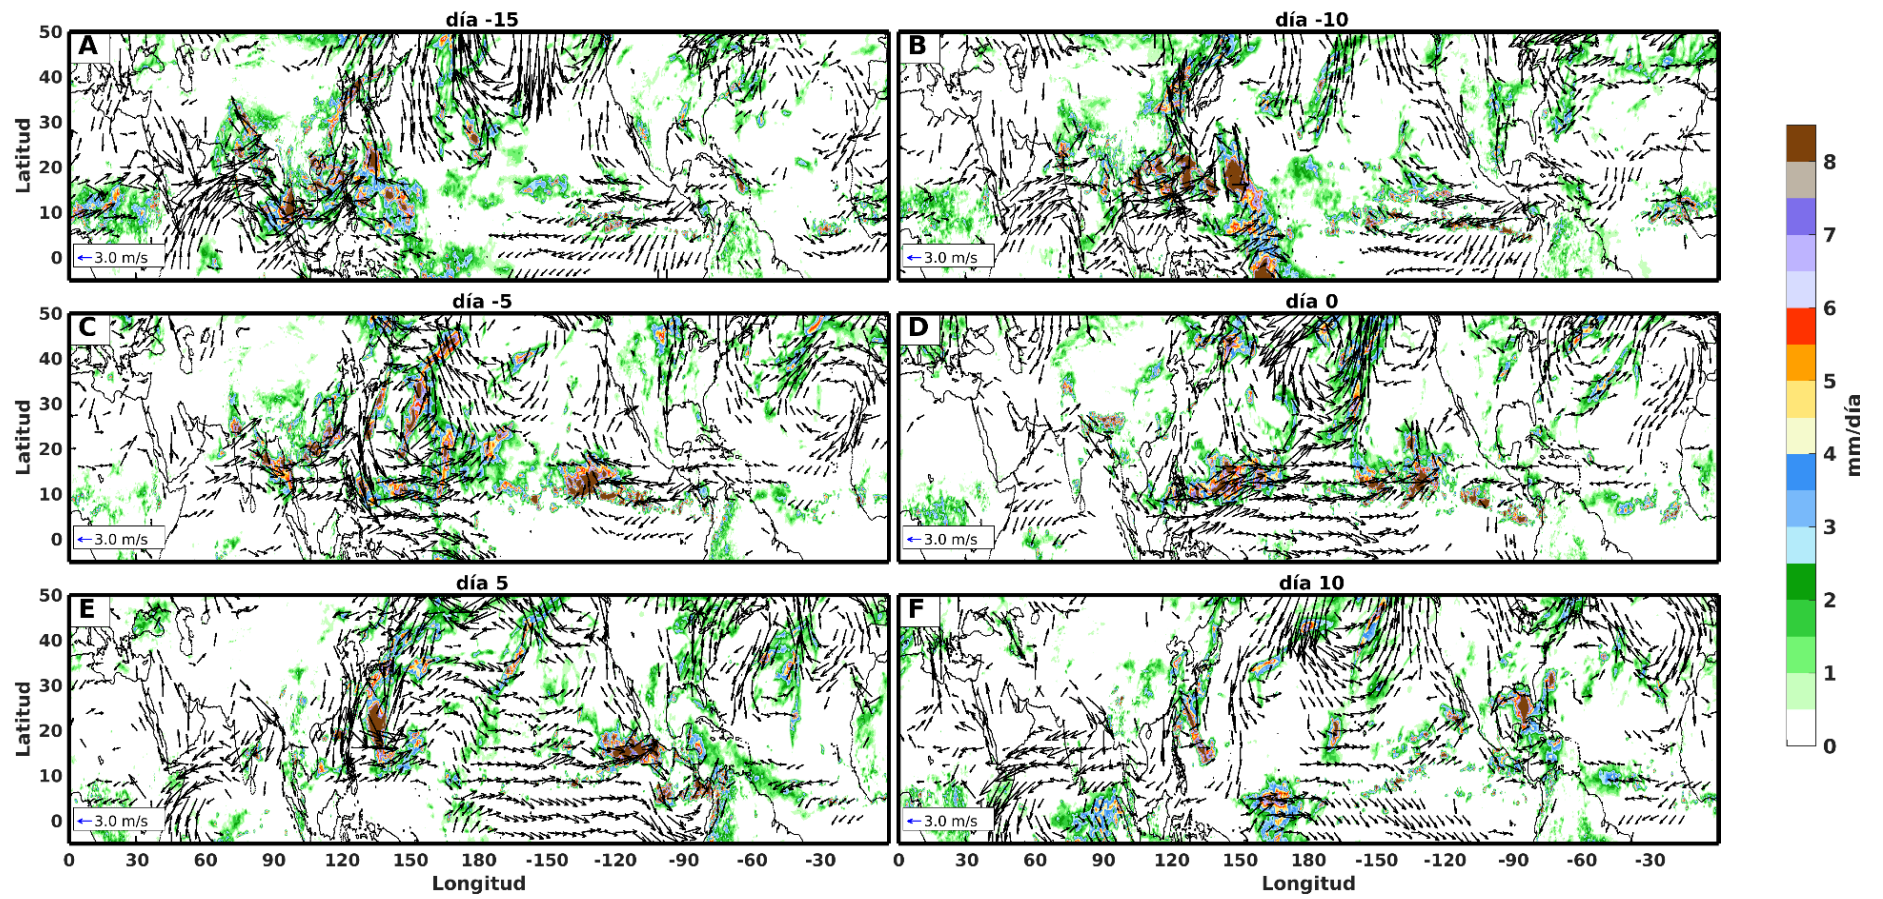 día -15
día -10
A
B
50
40
30
20
10
0
Latitud
3.0 m/s
3.0 m/s
día -5
día 0
C
D
50
40
30
20
10
0
Latitud
3.0 m/s
3.0 m/s
día 5
día 10
E
F
50
40
30
20
10
0
Latitud
3.0 m/s
3.0 m/s
0 30 60 90 120 150 180 -150 -120 -90 -60 -30
0 30 60 90 120 150 180 -150 -120 -90 -60 -30
Longitud
Longitud
8
7
6
5
4
3
2
1
0
mm/día